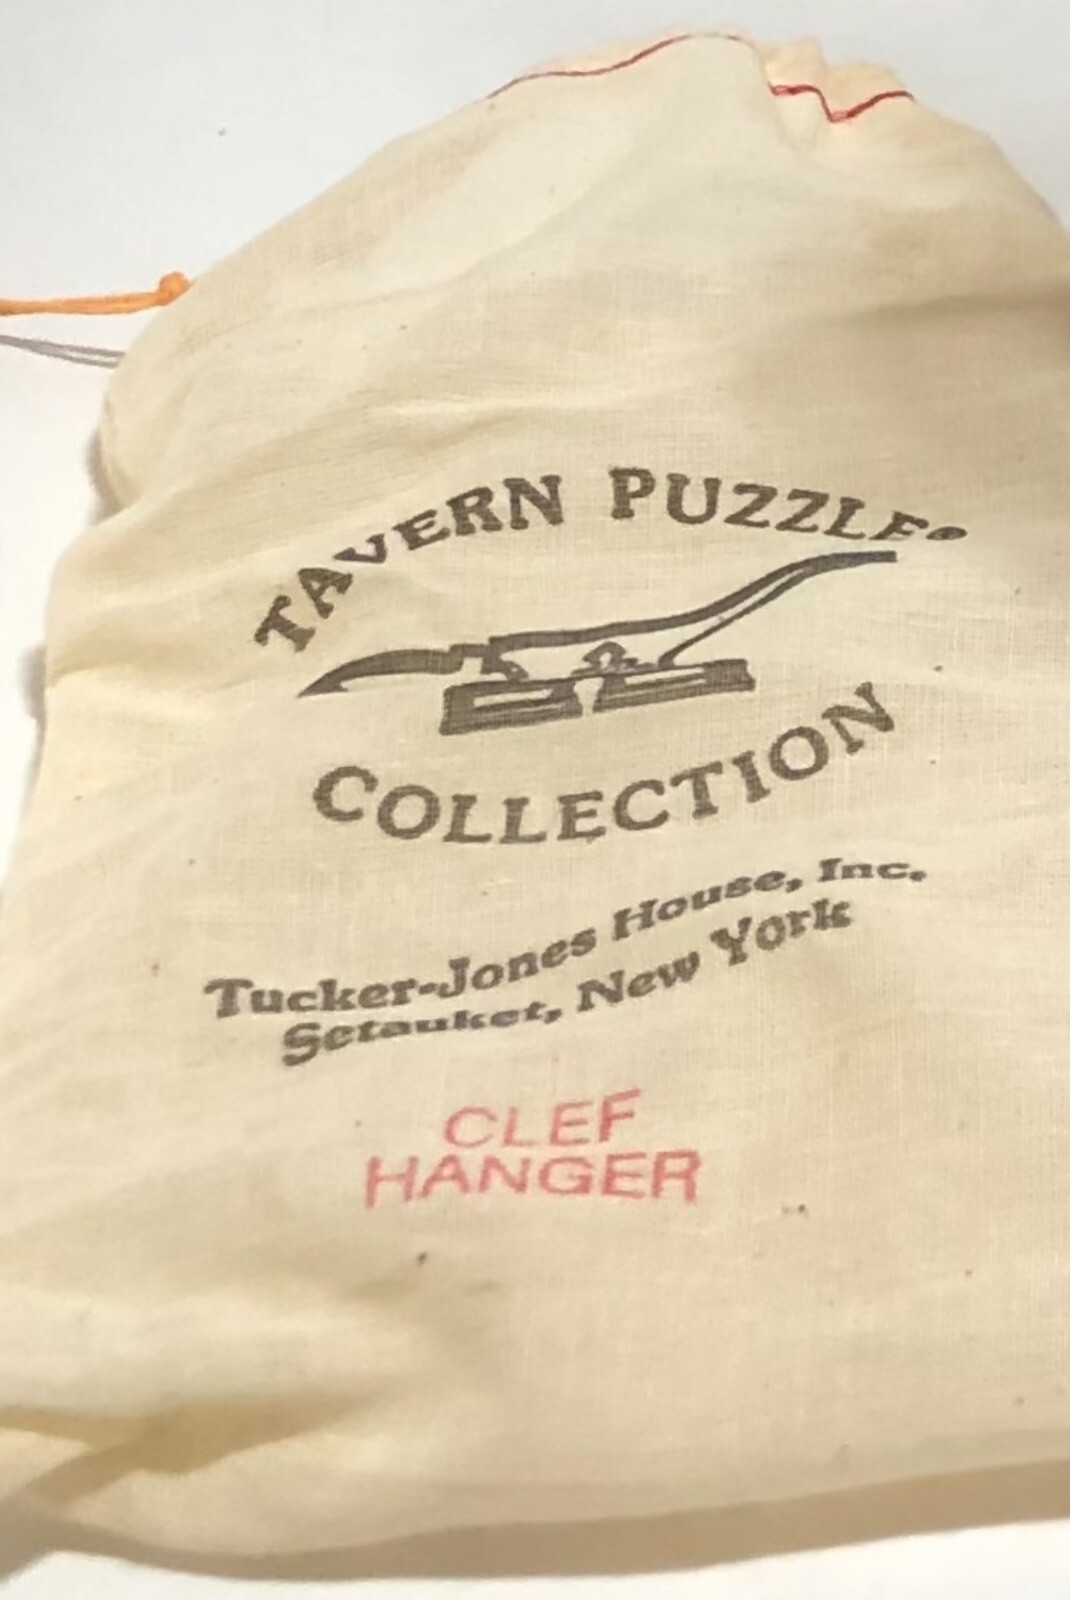 TAVERN PUZZLE®
COLLECTION
Tucker-Jones House, Inc.
Setauket, New York
CLEF
HANGER